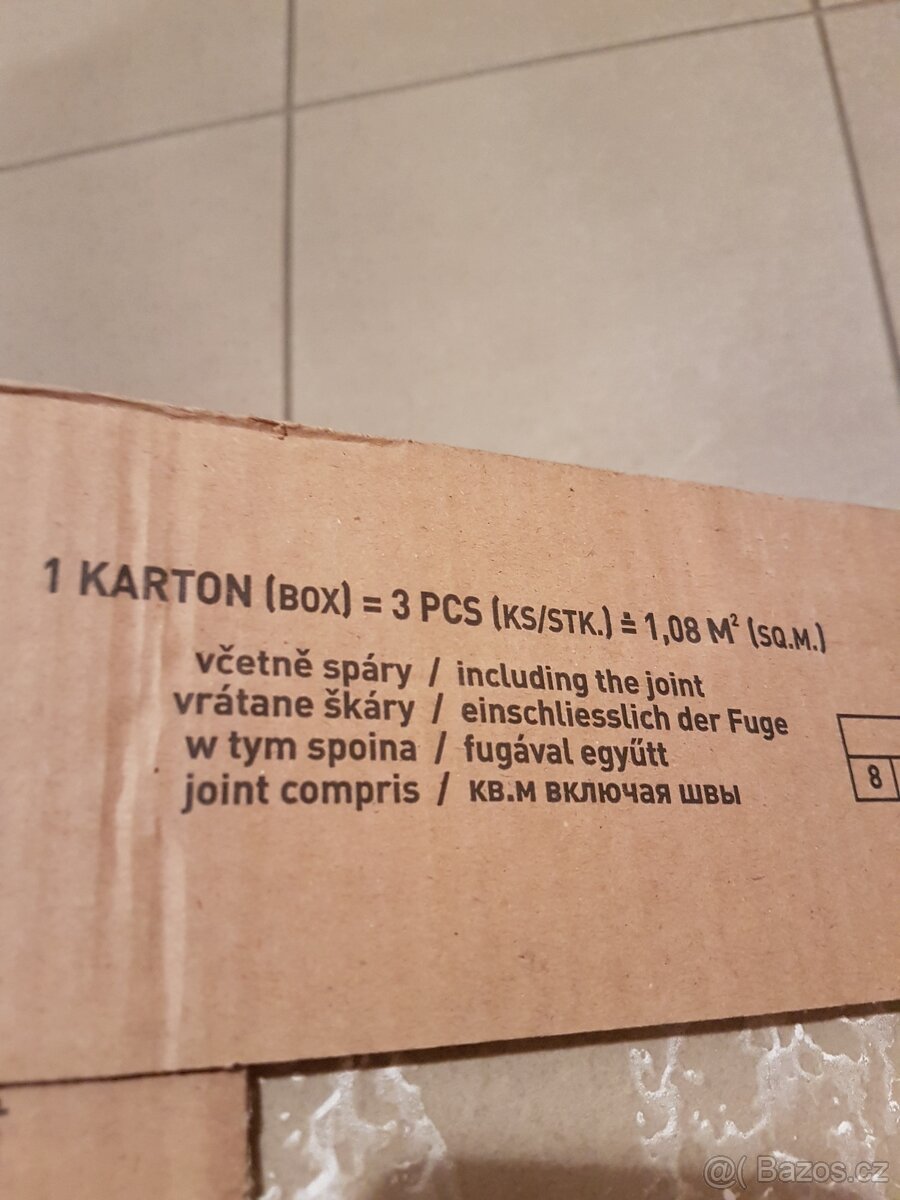 1 KARTON (BOX) = 3 PCS (KS/STK.) ≐ 1,08 M² (SQ.M.)
včetně spáry / including the joint
vrátane škáry / einschliesslich der Fuge
w tym spoina / fugával egyűtt
joint compris / кв.м включая швы
8
@( Bazos.cz